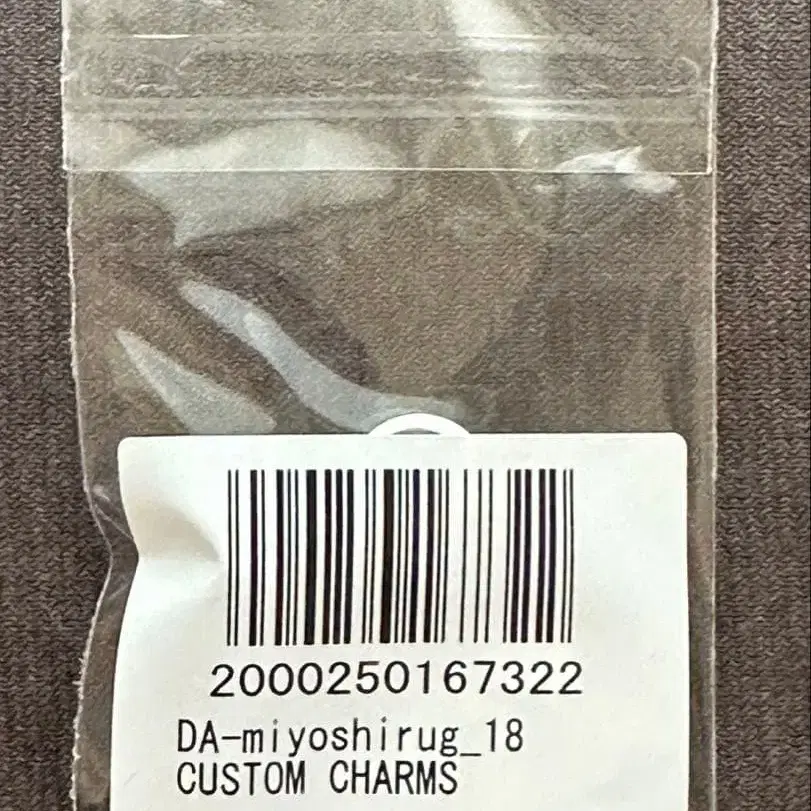 2000250167322
DA-miyoshirug_18
CUSTOM CHARMS